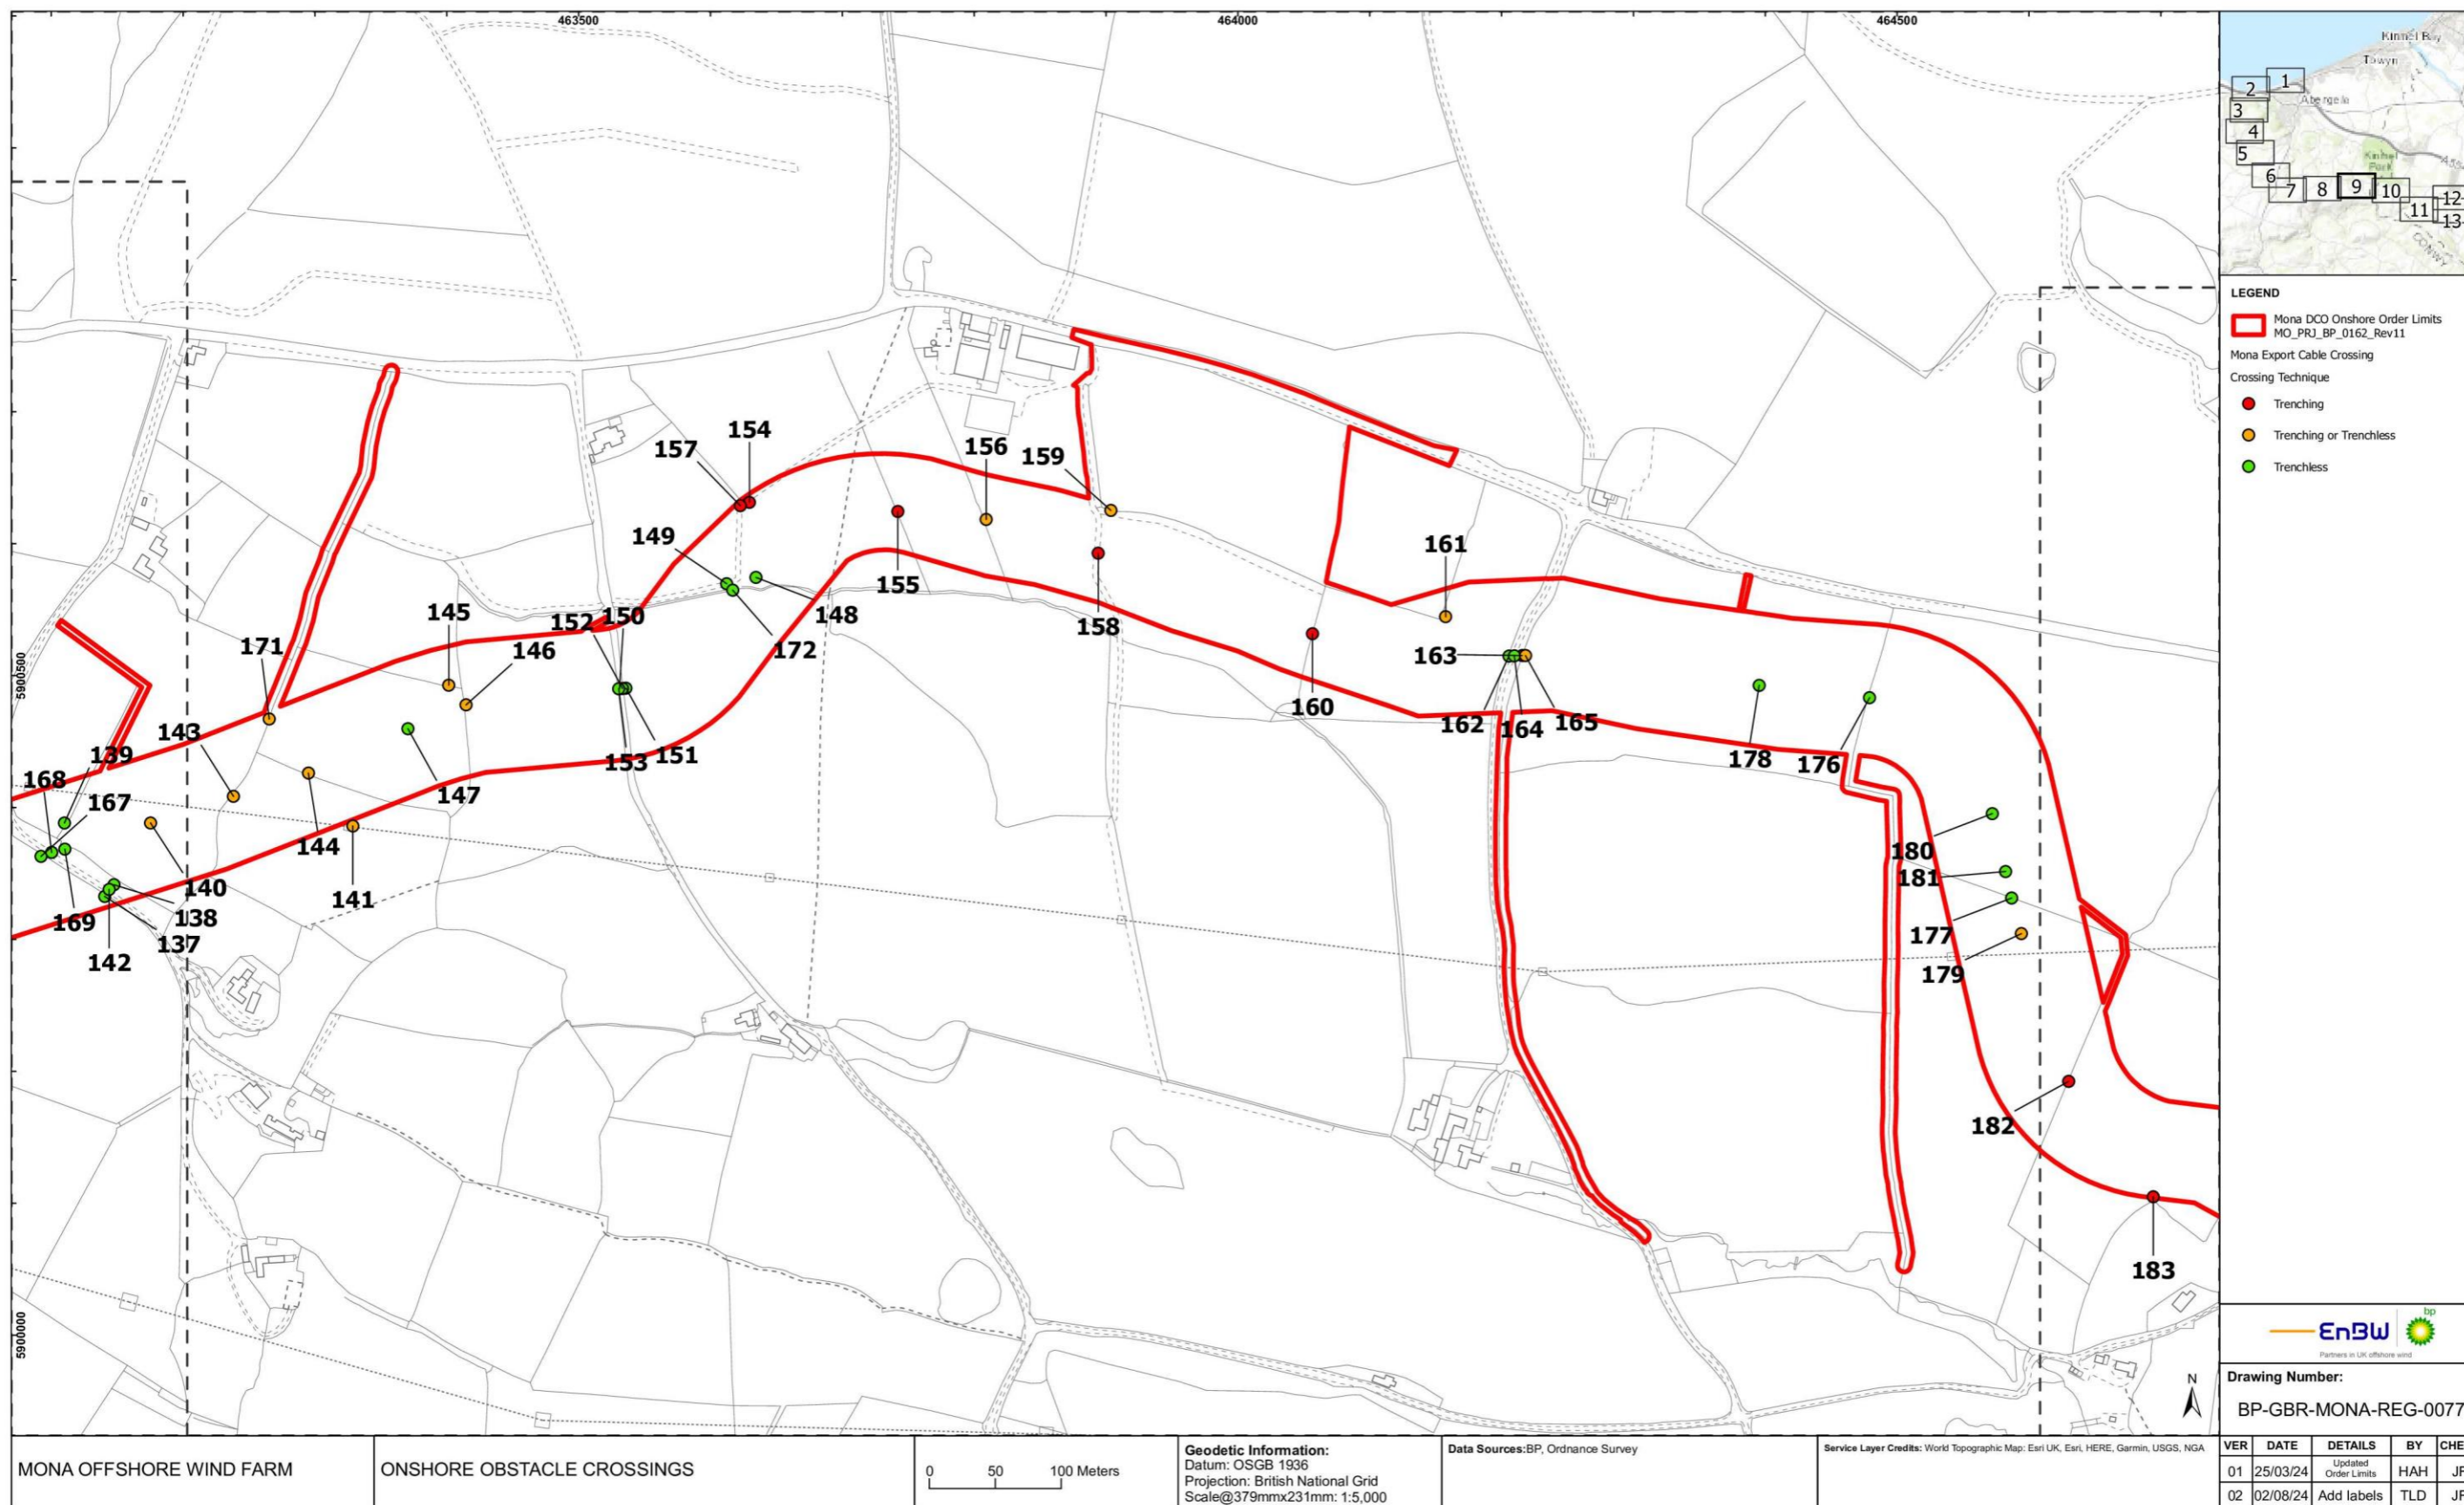 463500
464000
464500
5900500
5900000
157
154
156
159
149
161
145
152
150
148
155
158
171
146
172
143
163
160
162
164
165
139
153
151
178
176
168
167
147
144
180
140
141
181
169
138
177
137
142
179
182
183
N
Kinmel Bay
Towyn
Abergele
Kinmel
Park
CONWY
1
2
3
4
5
6
7
8
9
10
11
12
13
LEGEND
Mona DCO Onshore Order Limits
MO_PRJ_BP_0162_Rev11
Mona Export Cable Crossing
Crossing Technique
Trenching
Trenching or Trenchless
Trenchless
bp
EnBW
Partners in UK offshore wind
Drawing Number:
BP-GBR-MONA-REG-0077
VER DATE DETAILS BY CHE
01 25/03/24 Updated Order Limits HAH
02 02/08/24 Add labels TLD
MONA OFFSHORE WIND FARM
ONSHORE OBSTACLE CROSSINGS
0 50 100 Meters
Geodetic Information:
Datum: OSGB 1936
Projection: British National Grid
Scale@379mmx231mm: 1:5,000
Data Sources:BP, Ordnance Survey
Service Layer Credits: World Topographic Map: Esri UK, Esri, HERE, Garmin, USGS, NGA